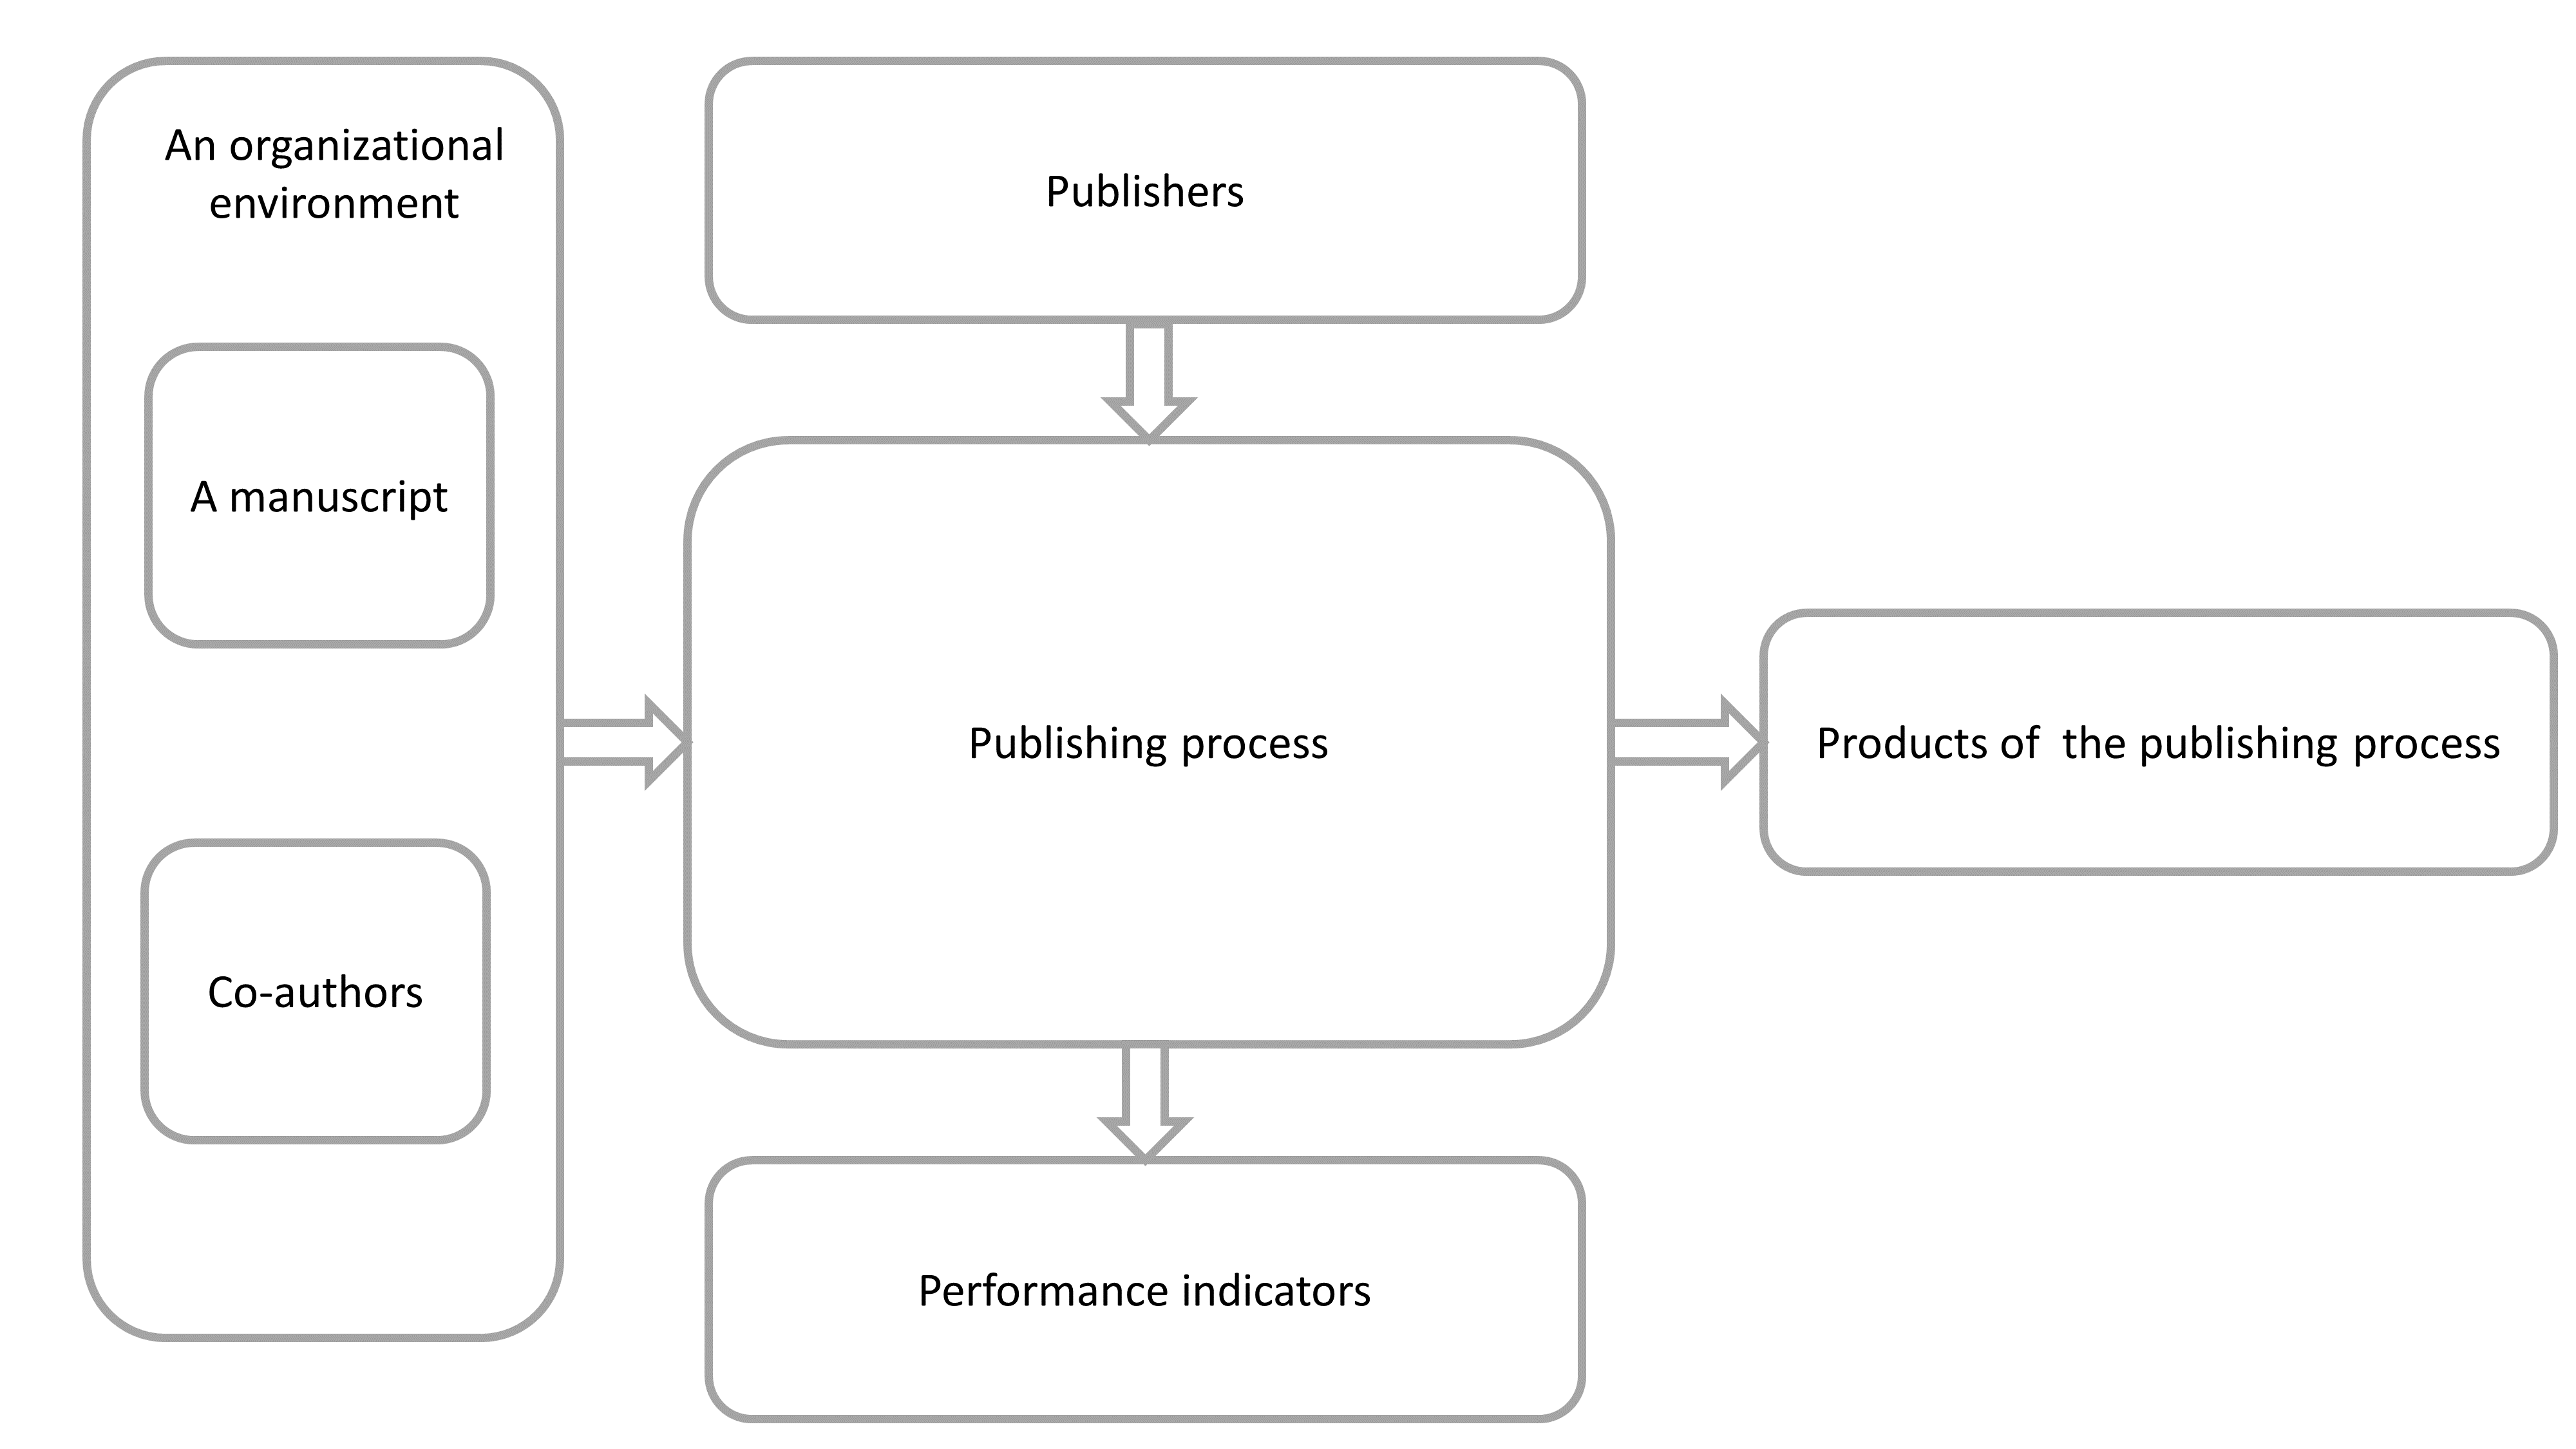 An organizational
environment
Publishers
A manuscript
Publishing process
Products of  the publishing process
Co-authors
Performance indicators